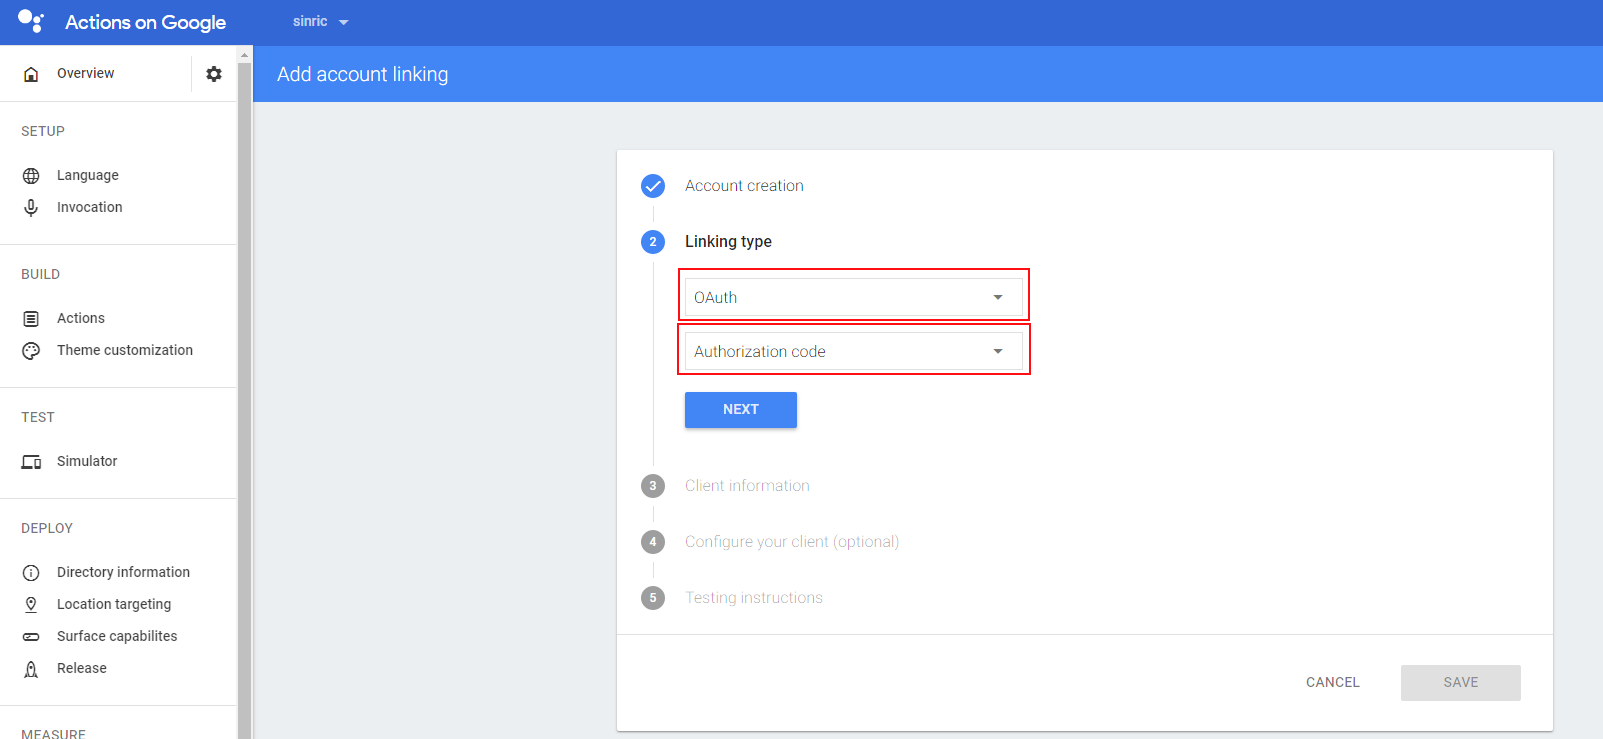 Actions on Google
sinric
Overview
Add account linking
SETUP
Language
Invocation
BUILD
Actions
Theme customization
TEST
Simulator
DEPLOY
Directory information
Location targeting
Surface capabilites
Release
MEASURE
Account creation
2 Linking type
OAuth
Authorization code
NEXT
3 Client information
4 Configure your client (optional)
5 Testing instructions
CANCEL SAVE